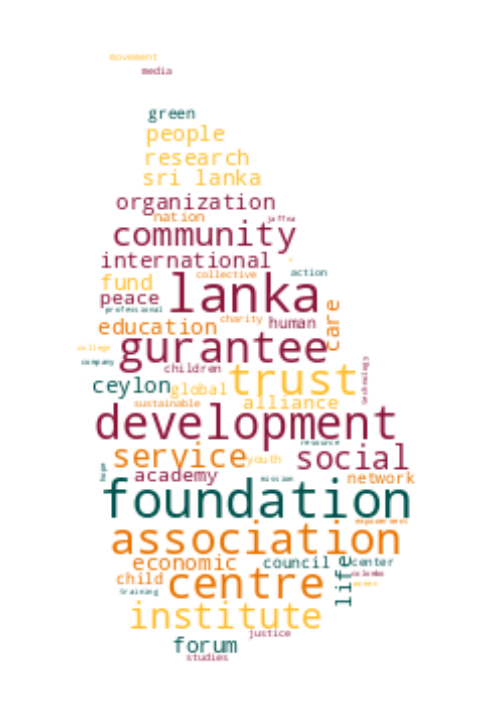 movement
media
green
people
research
sri lanka
organization
nation
jaffna
community
international
collective
action
fund
peace
lanka
professional
charity
human
care
education
gurantee
college
company
children
technology
ceylon
global
trust
sustainable
alliance
development
resource
service
youth
social
academy
mission
network
hope
foundation
empowerment
association
economic
council
center
life
child
centre
colombo
training
institute
justice
forum
studies